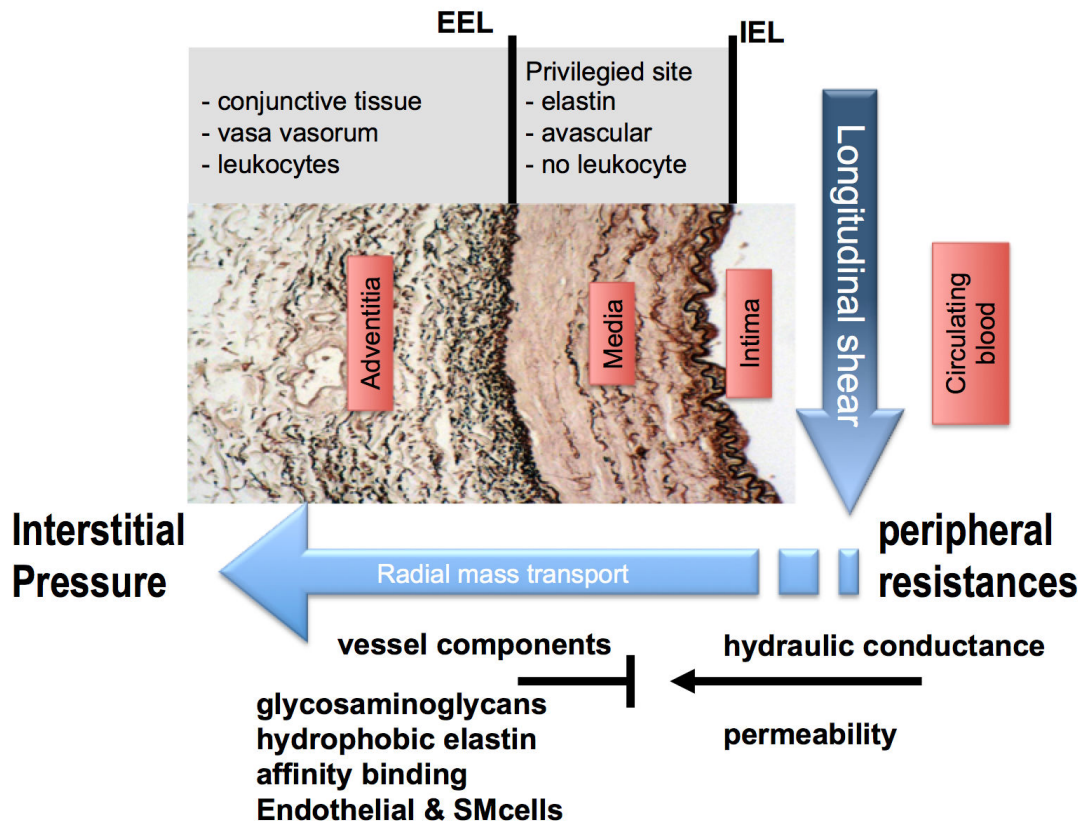 EEL
IEL
- conjunctive tissue
- vasa vasorum
- leukocytes
Privilegied site
- elastin
- avascular
- no leukocyte
Adventitia
Media
Intima
Longitudinal shear
Circulating
blood
Interstitial
Pressure
Radial mass transport
peripheral
resistances
vessel components
hydraulic conductance
glycosaminoglycans
hydrophobic elastin
affinity binding
Endothelial & SMcells
permeability